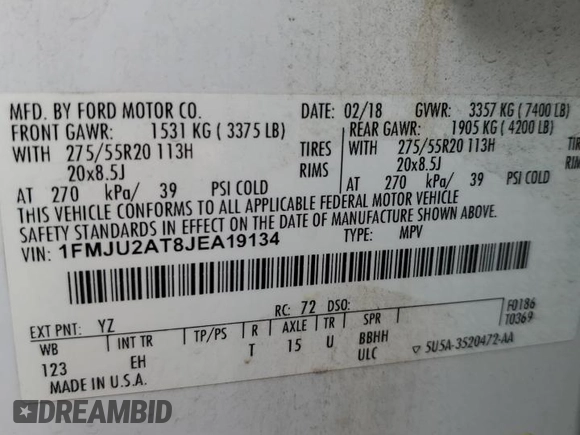 MFD. BY FORD MOTOR CO. DATE: 02/18 GVWR: 3357 KG ( 7400 LB)
FRONT GAWR: 1531 KG ( 3375 LB) REAR GAWR: 1905 KG ( 4200 LB)
WITH 275/55R20 113H TIRES WITH 275/55R20 113H TIRES
20x8.5J RIMS 20x8.5J RIMS
AT 270 kPa/ 39 PSI COLD AT 270 kPa/ 39 PSI COLD
THIS VEHICLE CONFORMS TO ALL APPLICABLE FEDERAL MOTOR VEHICLE
SAFETY STANDARDS IN EFFECT ON THE DATE OF MANUFACTURE SHOWN ABOVE.
VIN: 1FMJU2AT8JEA19134 TYPE: MPV
F0186
T0369
EXT PNT: YZ RC: 72 DSO:
WB INT TR TP/PS R AXLE TR SPR
123 EH T 15 U BBHH
ULC
5U5A-3520472-AA
MADE IN U.S.A.
DREAMBID